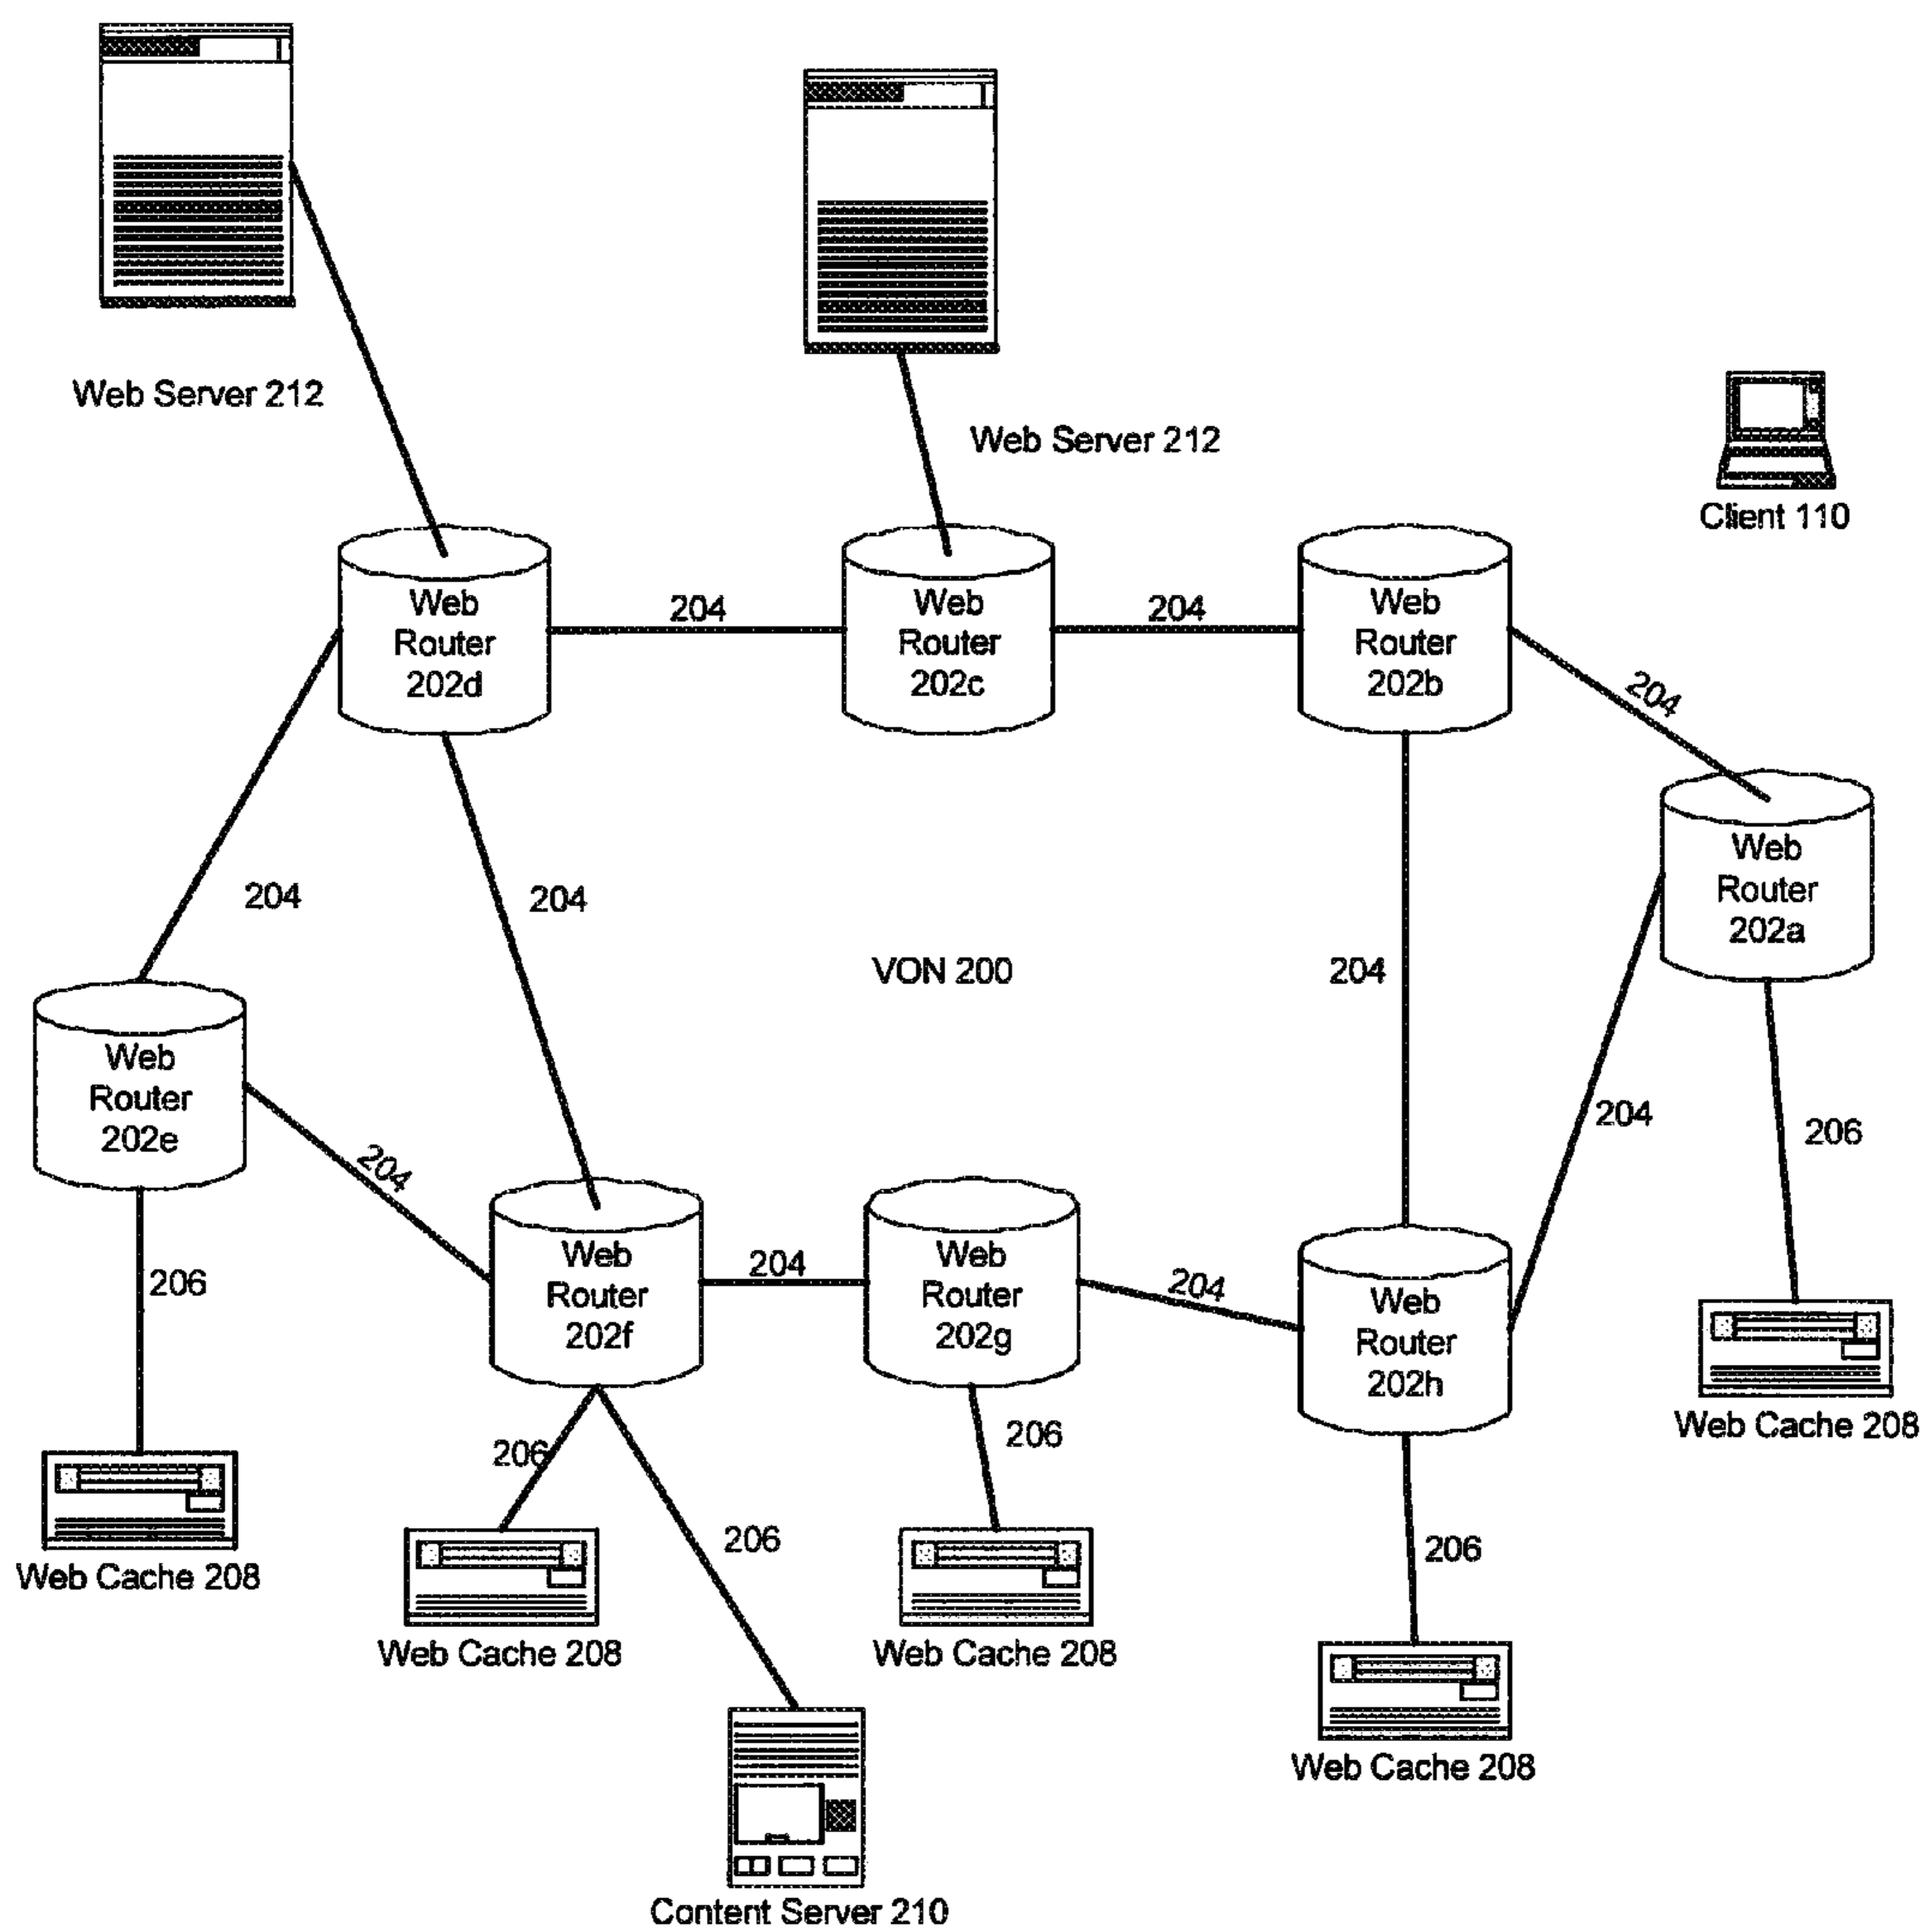 Web Server 212
Web Server 212
Client 110
Web
Router
202d
204
Web
Router
202c
204
Web
Router
202b
204
Web
Router
202a
204
204
VON 200
204
204
206
Web
Router
202e
204
206
Web
Router
202f
204
Web
Router
202g
204
Web
Router
202h
Web Cache 208
206
206
206
206
Web Cache 208
Web Cache 208
Web Cache 208
Web Cache 208
Content Server 210